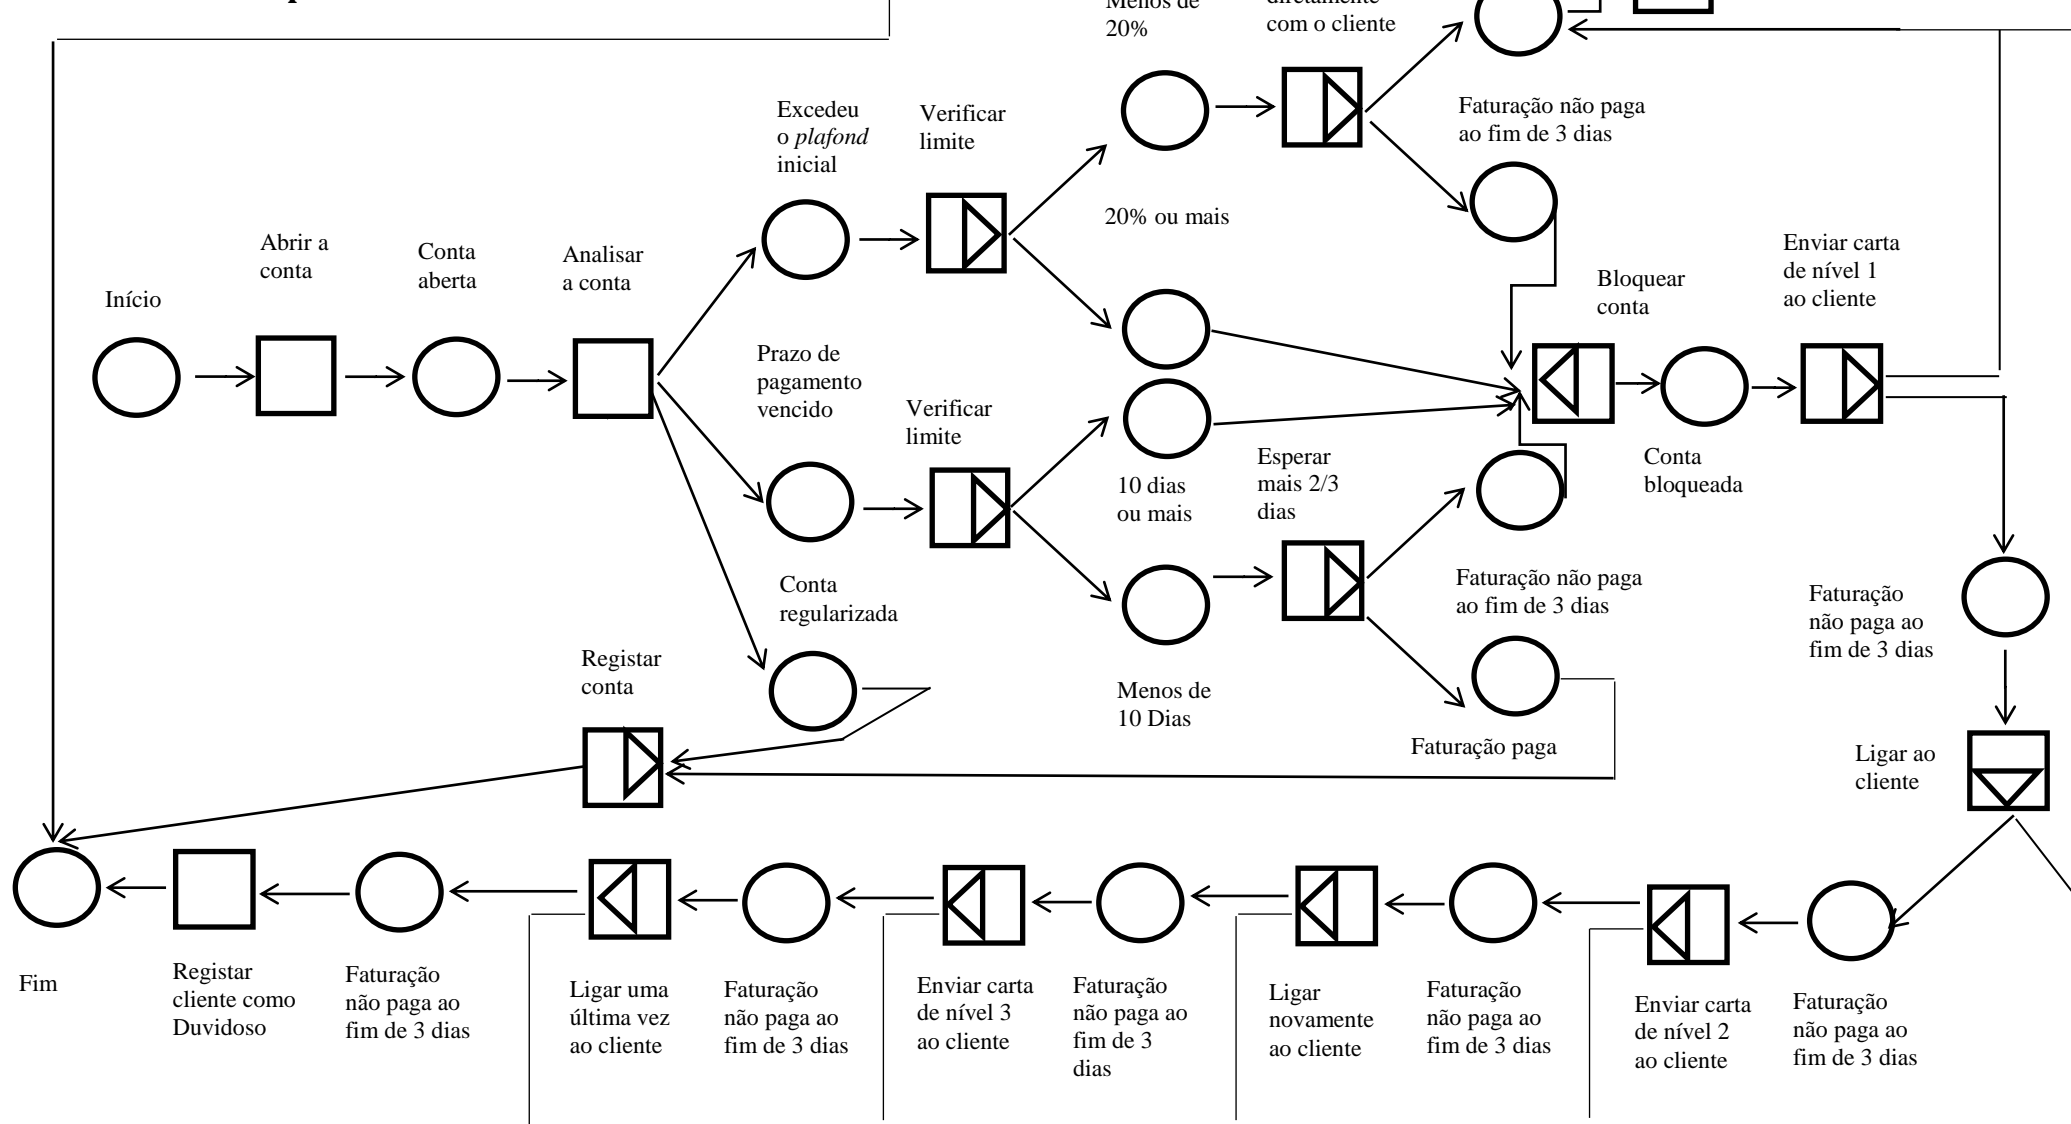 Menos de
20%
diretamente
com o cliente
Excedeu
o plafond
inicial
Verificar
limite
Faturação não paga
ao fim de 3 dias
20% ou mais
Abrir a
conta
Conta
aberta
Analisar
a conta
Início
Enviar carta
de nível 1
ao cliente
Bloquear
conta
Prazo de
pagamento
vencido
Verificar
limite
10 dias
ou mais
Esperar
mais 2/3
dias
Conta
bloqueada
Conta
regularizada
Faturação não paga
ao fim de 3 dias
Faturação
não paga ao
fim de 3 dias
Registar
conta
Menos de
10 Dias
Faturação paga
Ligar ao
cliente
Fim
Registar
cliente como
Duvidoso
Faturação
não paga ao
fim de 3 dias
Ligar uma
última vez
ao cliente
Faturação
não paga ao
fim de 3 dias
Enviar carta
de nível 3
ao cliente
Faturação
não paga ao
fim de 3
dias
Ligar
novamente
ao cliente
Faturação
não paga ao
fim de 3 dias
Enviar carta
de nível 2
ao cliente
Faturação
não paga ao
fim de 3 dias